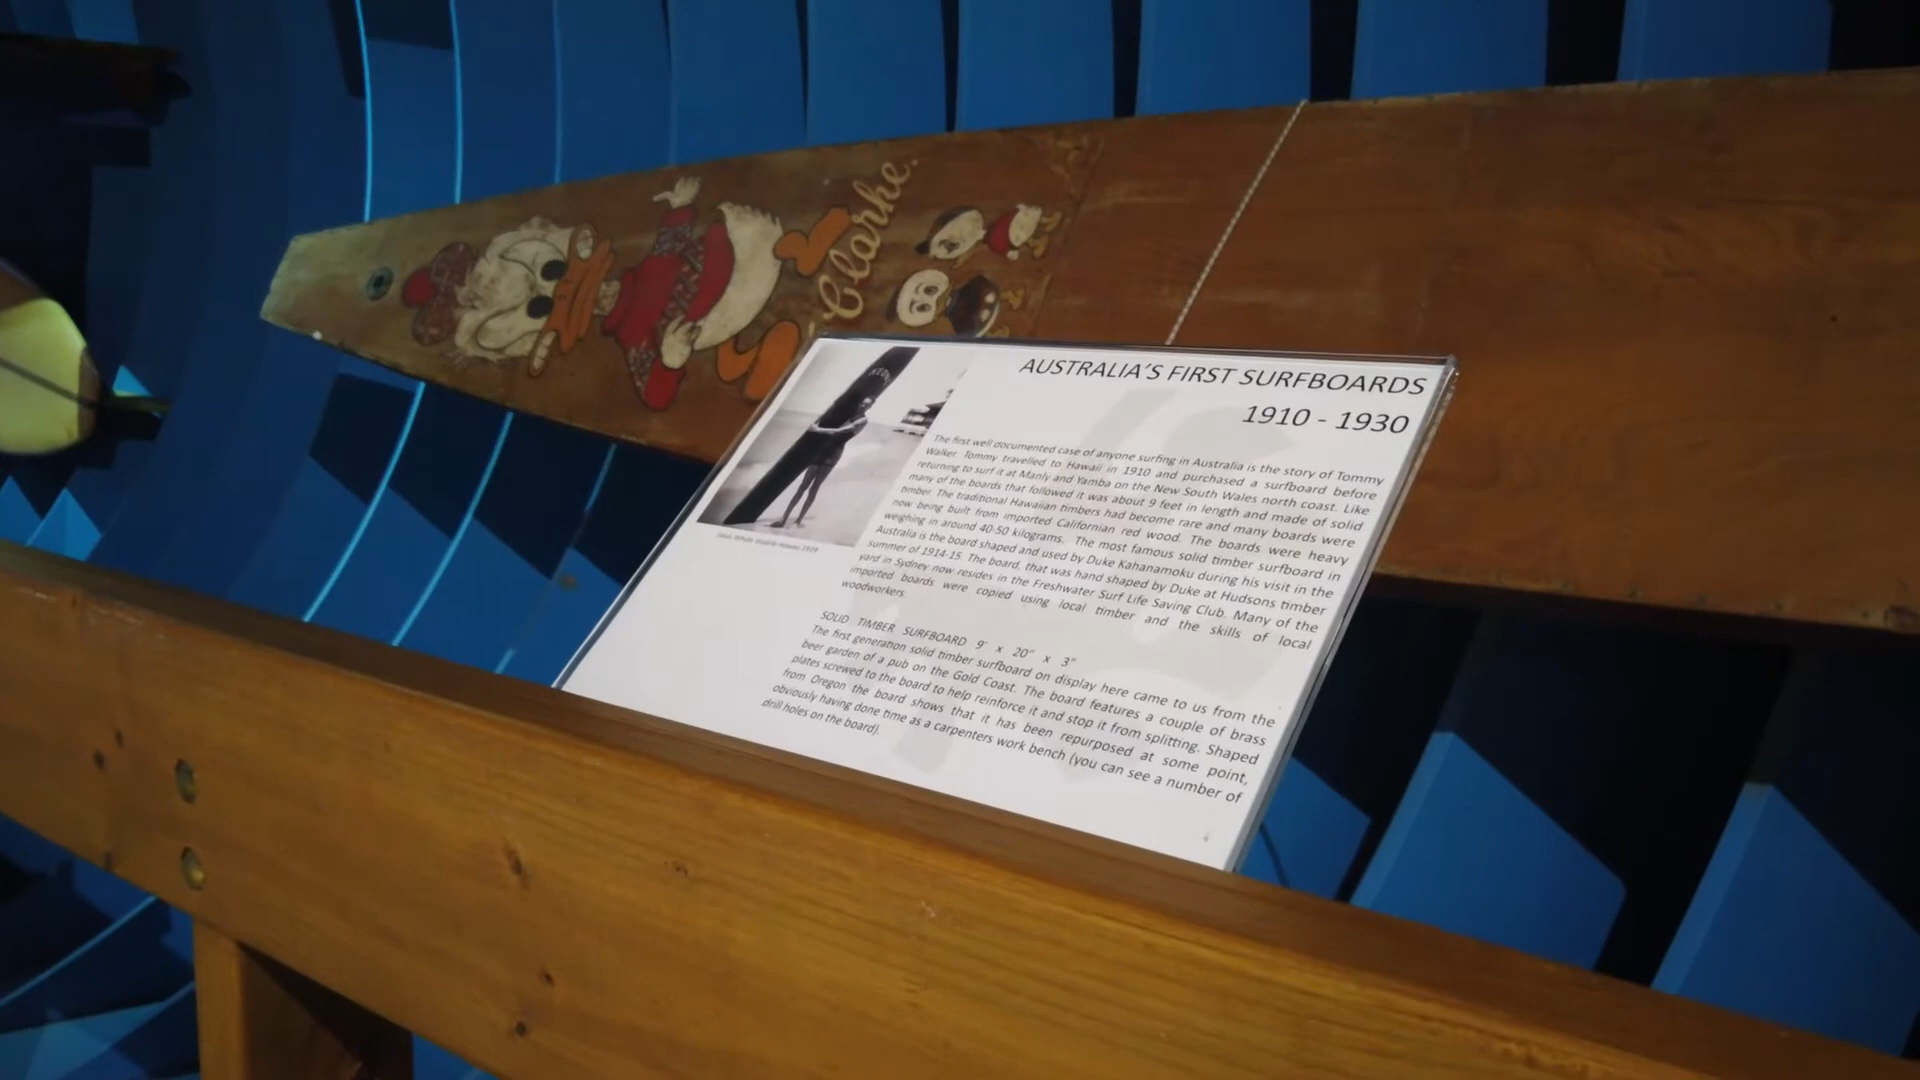 Clarke.
AUSTRALIA'S FIRST SURFBOARDS
1910 - 1930
The first well documented case of anyone surfing in Australia is the story of Tommy
Walker. Tommy travelled to Hawaii in 1910 and purchased a surfboard before
returning to surf it at Manly and Yamba on the New South Wales north coast. Like
many of the boards that followed it was about 9 feet in length and made of solid
timber. The traditional Hawaiian timbers had become rare and many boards were
now being built from imported Californian red wood. The boards were heavy
weighing in around 40-50 kilograms. The most famous solid timber surfboard in
Australia is the board shaped and used by Duke Kahanamoku during his visit in the
summer of 1914-15. The board, that was hand shaped by Duke at Hudsons timber
yard in Sydney now resides in the Freshwater Surf Life Saving Club. Many of the
imported boards were copied using local timber and the skills of local
woodworkers.
SOLID TIMBER SURFBOARD 9' x 20" x 3"
The first generation solid timber surfboard on display here came to us from the
beer garden of a pub on the Gold Coast. The board features a couple of brass
plates screwed to the board to help reinforce it and stop it from splitting. Shaped
from Oregon the board shows that it has been repurposed at some point,
obviously having done time as a carpenters work bench (you can see a number of
drill holes on the board).